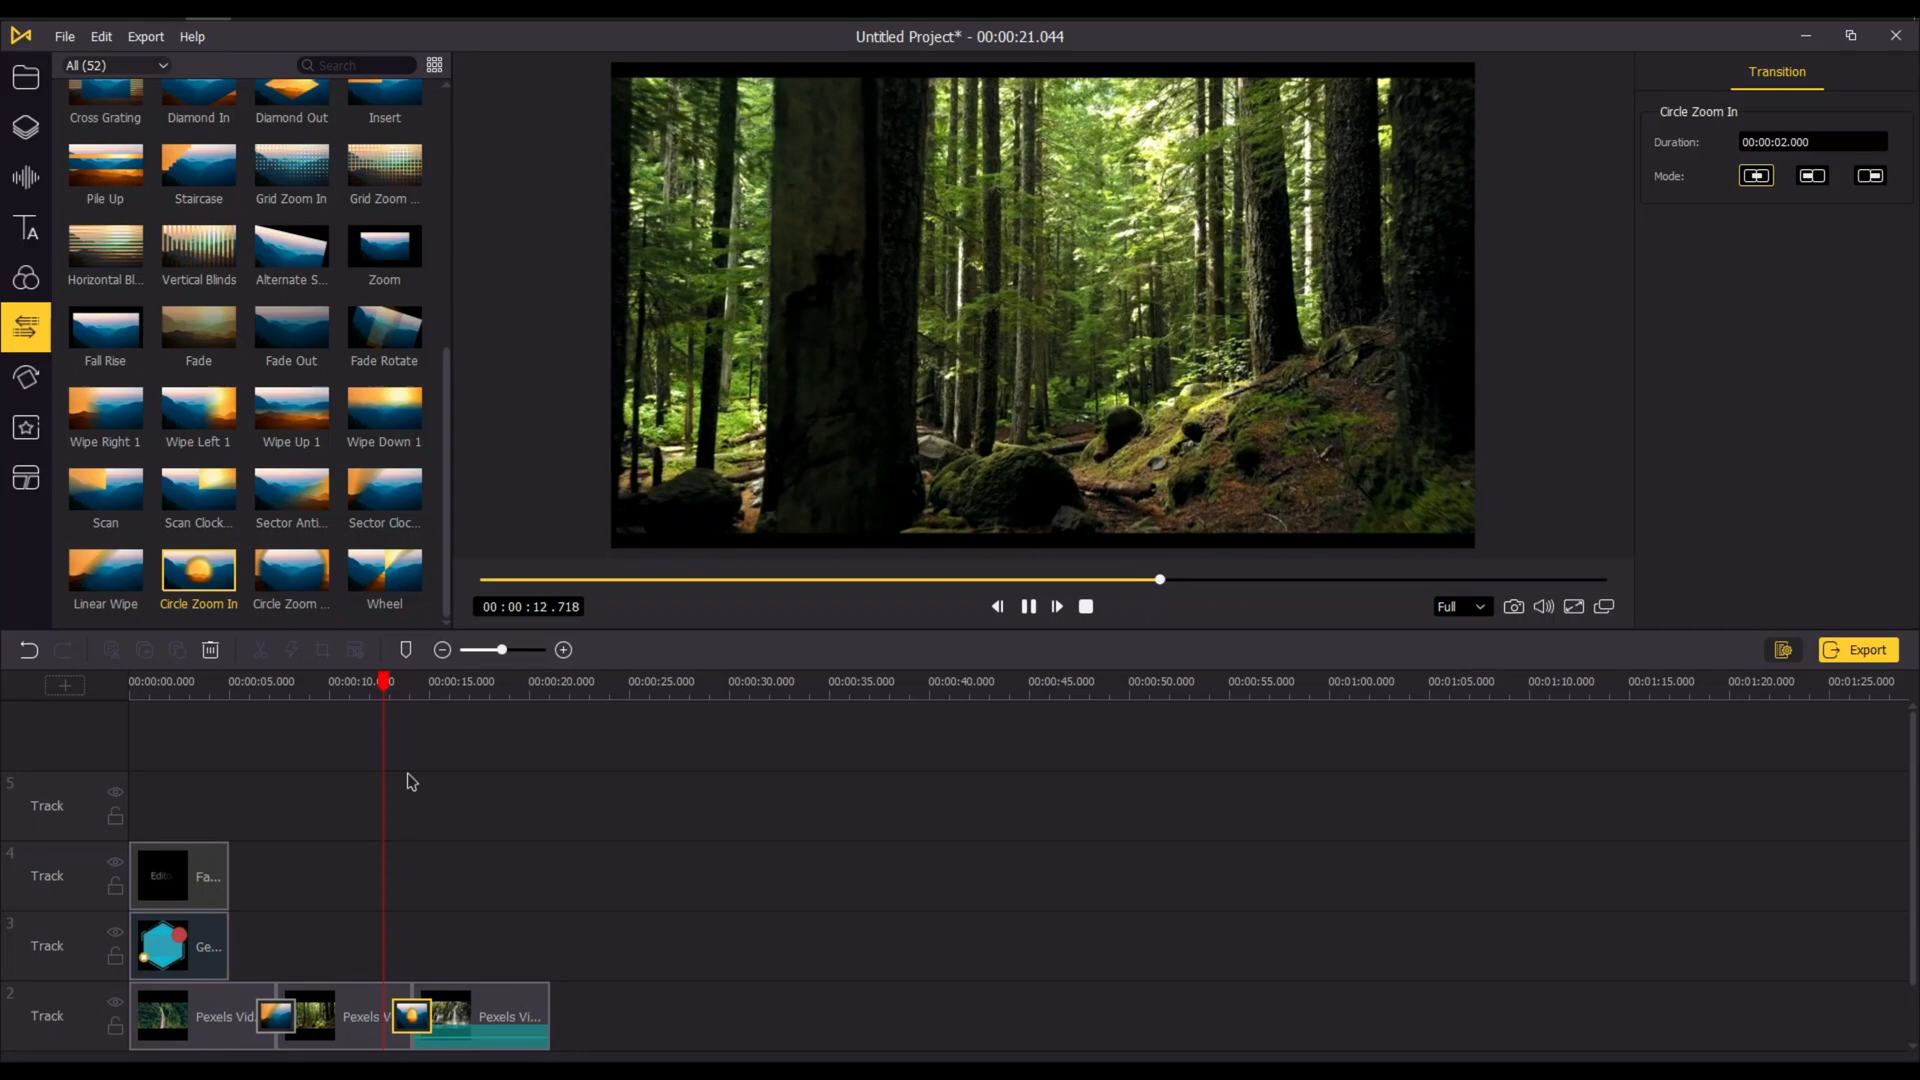 File Edit Export Help
Untitled Project* - 00:00:21.044
All (52)
Search
Cross Grating Diamond In Diamond Out Insert
Pile Up Staircase Grid Zoom In Grid Zoom ...
Horizontal Bl... Vertical Blinds Alternate S... Zoom
Fall Rise Fade Fade Out Fade Rotate
Wipe Right 1 Wipe Left 1 Wipe Up 1 Wipe Down 1
Scan Scan Clock... Sector Anti... Sector Cloc...
Linear Wipe Circle Zoom In Circle Zoom ... Wheel
Transition
Circle Zoom In
Duration: 00:00:02.000
Mode:
00:00:12.718
Full
Export
00:00:00.000 00:00:05.000 00:00:10. 0 00:00:15.000 00:00:20.000 00:00:25.000 00:00:30.000 00:00:35.000 00:00:40.000 00:00:45.000 00:00:50.000 00:00:55.000 00:01:00.000 00:01:05.000 00:01:10.000 00:01:15.000 00:01:20.000 00:01:25.000
5
Track
4
Track
Edito Fa...
3
Track
Ge...
2
Track
Pexels Vid. Pexels V Pexels Vi...